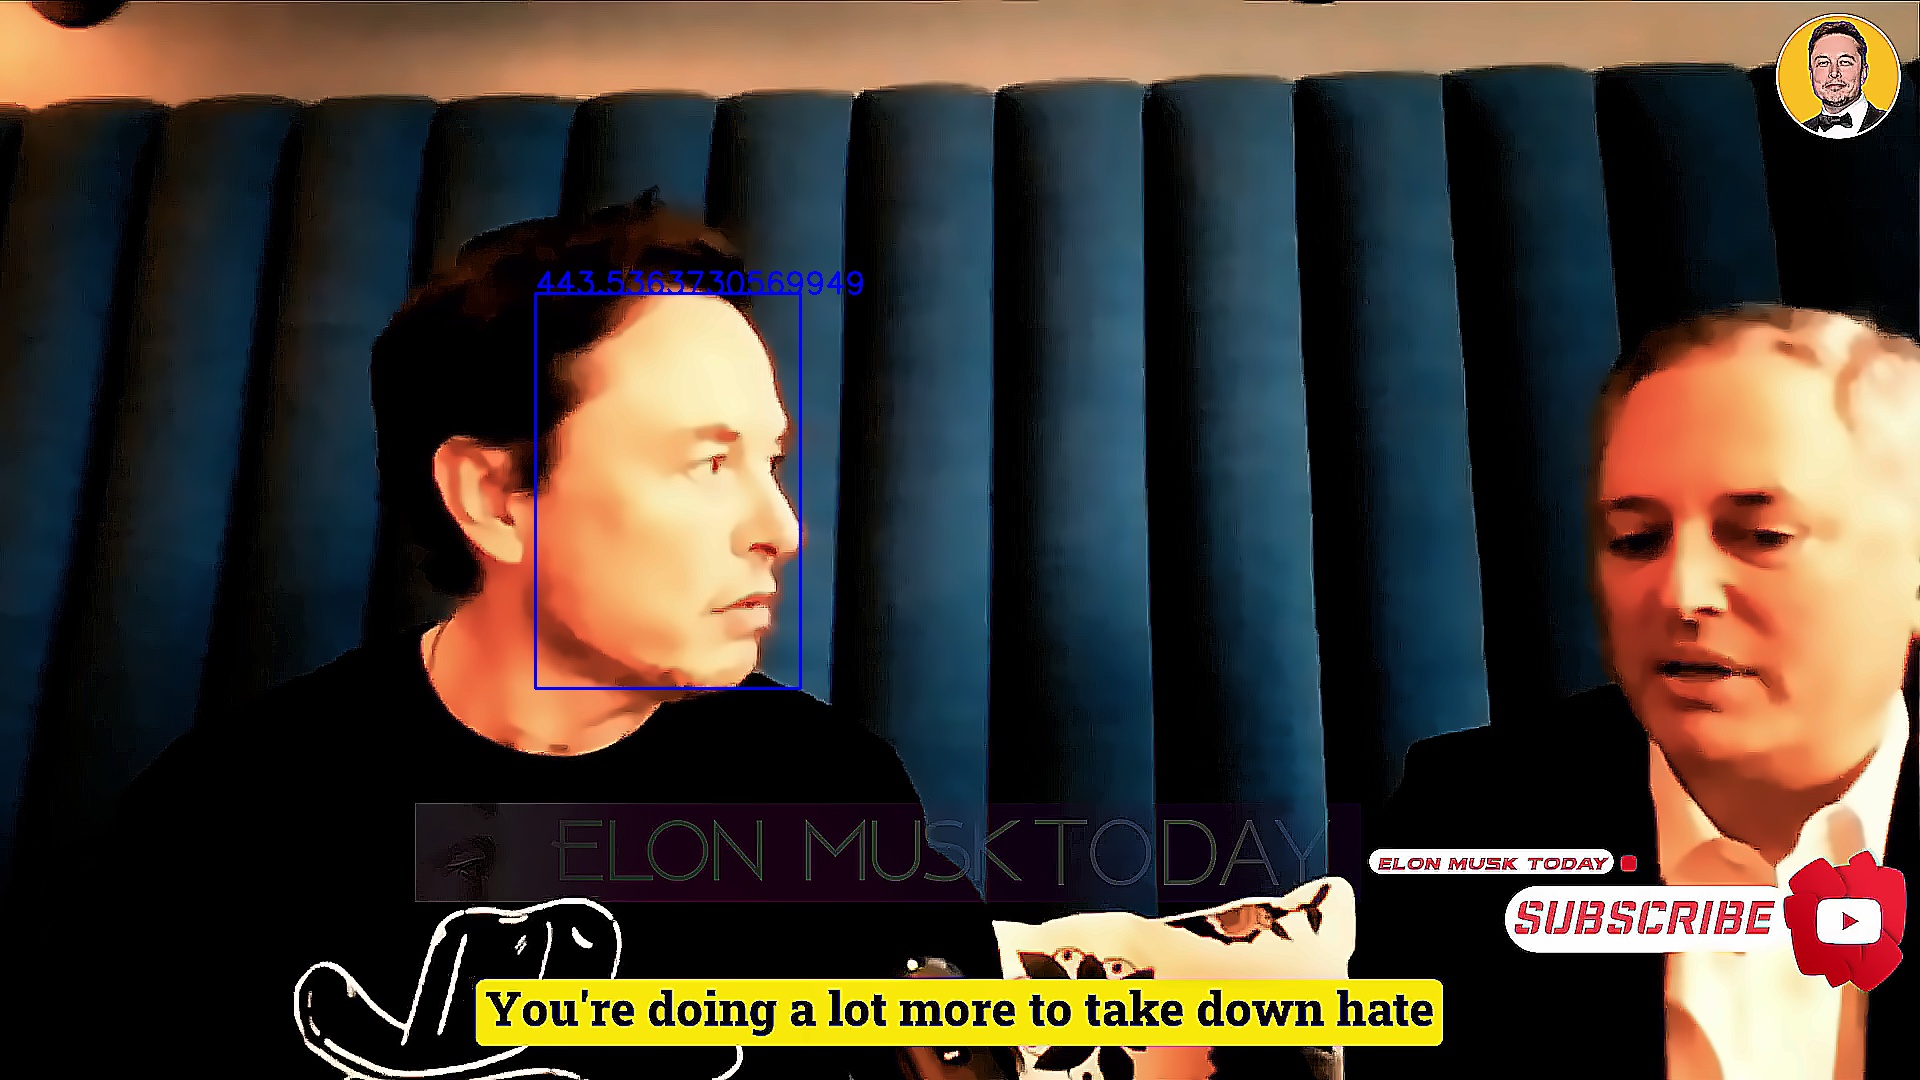 443.5363730569949
ELON MUSK TODAY
ELON MUSK TODAY
SUBSCRIBE
You're doing a lot more to take down hate